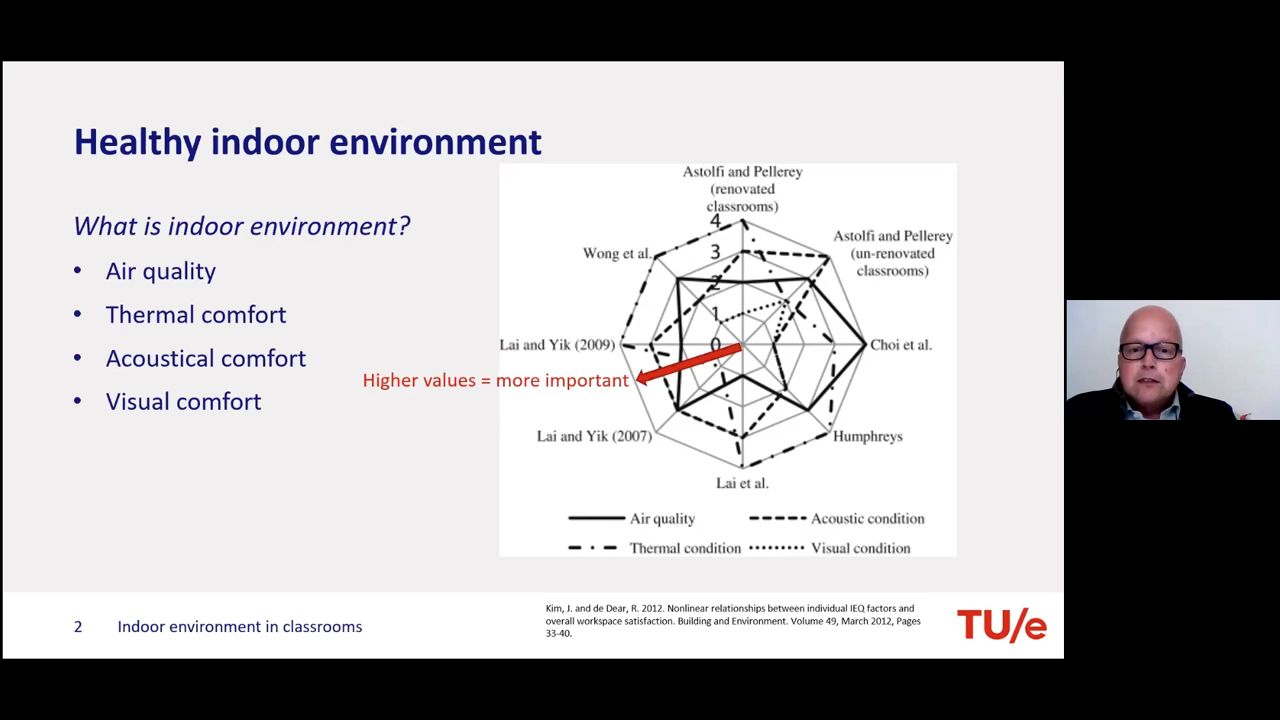 Healthy indoor environment
What is indoor environment?
• Air quality
• Thermal comfort
• Acoustical comfort
• Visual comfort
Higher values = more important
Astolfi and Pellerey
(renovated
classrooms)
Astolfi and Pellerey
(un-renovated
classrooms)
Choi et al.
Humphreys
Lai et al.
Lai and Yik (2007)
Lai and Yik (2009)
Wong et al.
4
3
2
1
0
Air quality
Acoustic condition
Thermal condition
Visual condition
2
Indoor environment in classrooms
Kim, J. and de Dear, R. 2012. Nonlinear relationships between individual IEQ factors and
overall workspace satisfaction. Building and Environment. Volume 49, March 2012, Pages
33-40.
TU/e